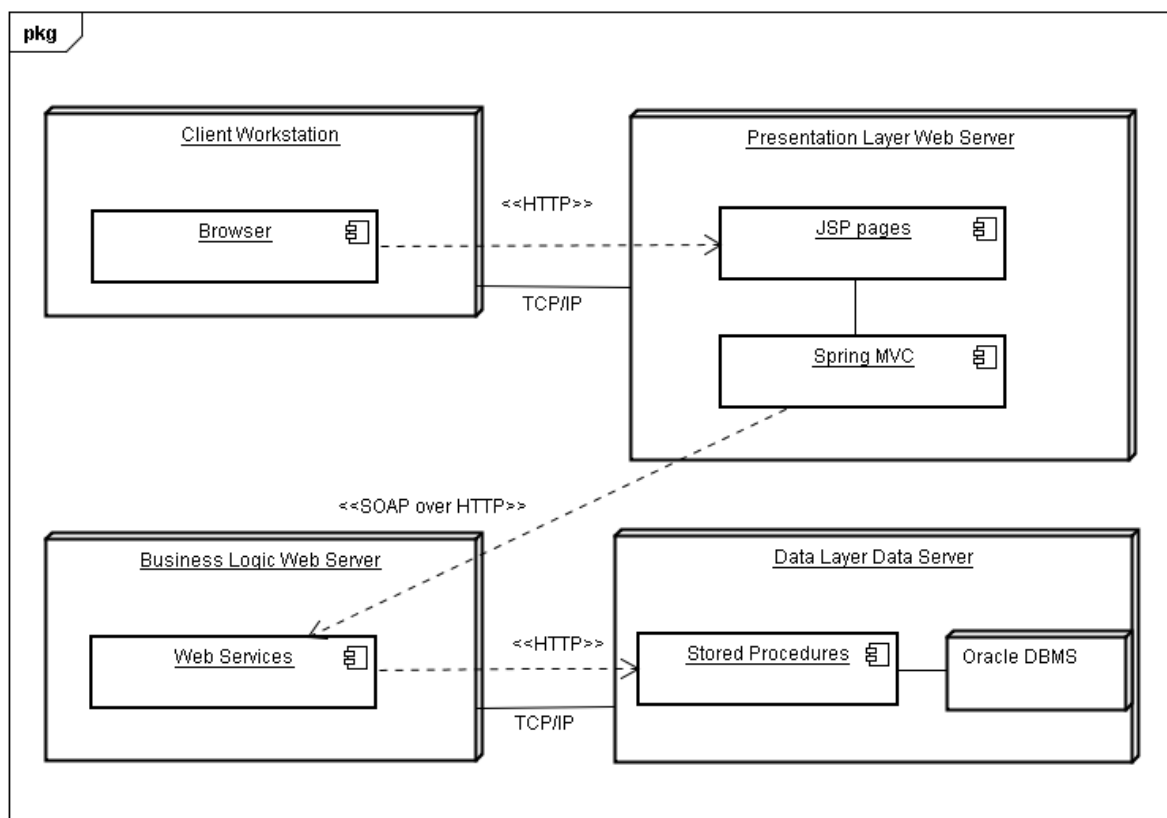 pkg
Client Workstation
Presentation Layer Web Server
<<HTTP>>
Browser
JSP pages
TCP/IP
Spring MVC
<<SOAP over HTTP>>
Business Logic Web Server
Data Layer Data Server
<<HTTP>>
Web Services
Stored Procedures
Oracle DBMS
TCP/IP